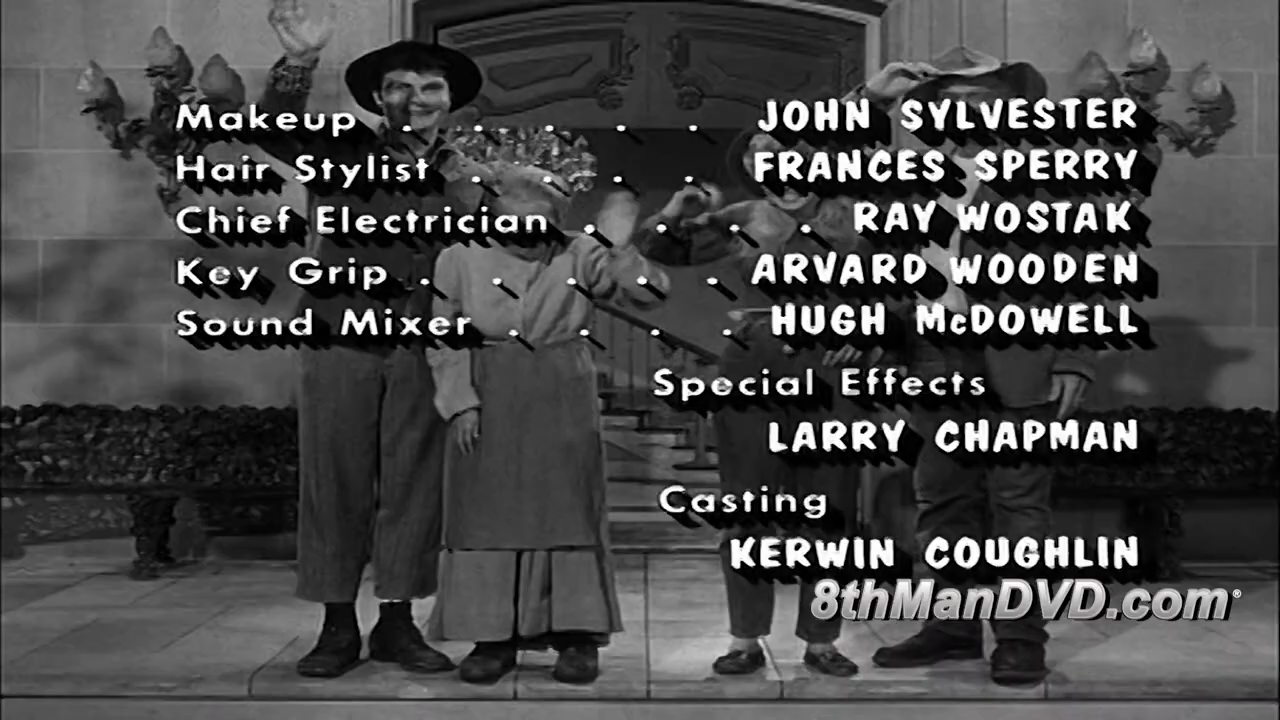 Makeup . . . . . . JOHN SYLVESTER
Hair Stylist . . . . FRANCES SPERRY
Chief Electrician . . . . RAY WOSTAK
Key Grip . . . . . ARVARD WOODEN
Sound Mixer . . . . HUGH McDOWELL
Special Effects
LARRY CHAPMAN
Casting
KERWIN COUGHLIN
8thManDVD.com®